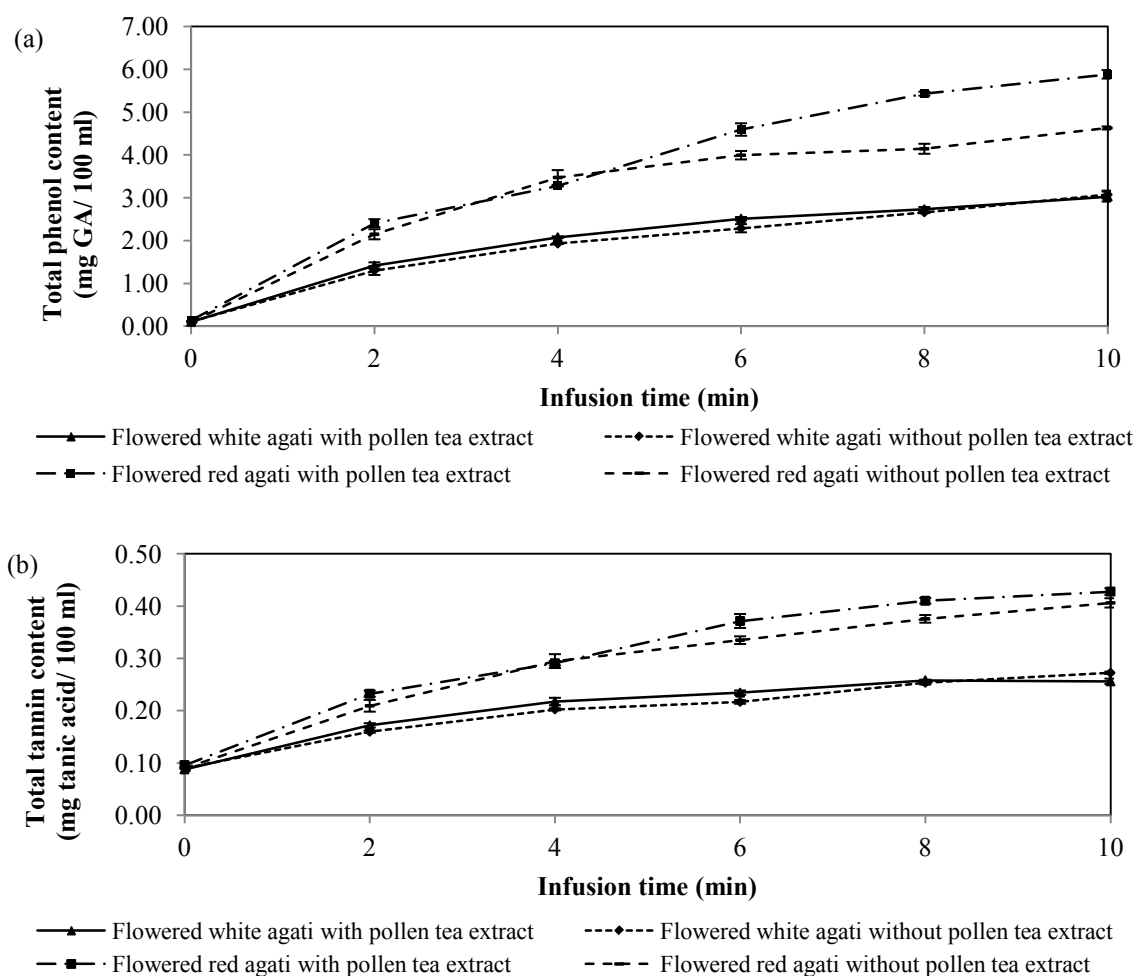 (a)
Total phenol content
(mg GA/ 100 ml)
7.00
6.00
5.00
4.00
3.00
2.00
1.00
0.00
0 2 4 6 8 10
Infusion time (min)
Flowered white agati with pollen tea extract Flowered white agati without pollen tea extract
Flowered red agati with pollen tea extract Flowered red agati without pollen tea extract
(b)
Total tannin content
(mg tanic acid/ 100 ml)
0.50
0.40
0.30
0.20
0.10
0.00
0 2 4 6 8 10
Infusion time (min)
Flowered white agati with pollen tea extract Flowered white agati without pollen tea extract
Flowered red agati with pollen tea extract Flowered red agati without pollen tea extract